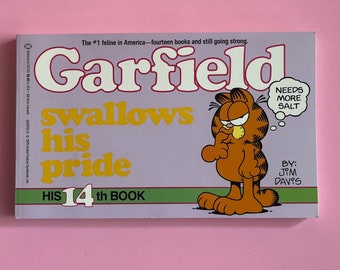 The #1 feline in America—fourteen books and still going strong.
Garfield
swallows
his
pride
NEEDS
MORE
SALT
BY:
JIM
DAVIS
HIS 14th BOOK